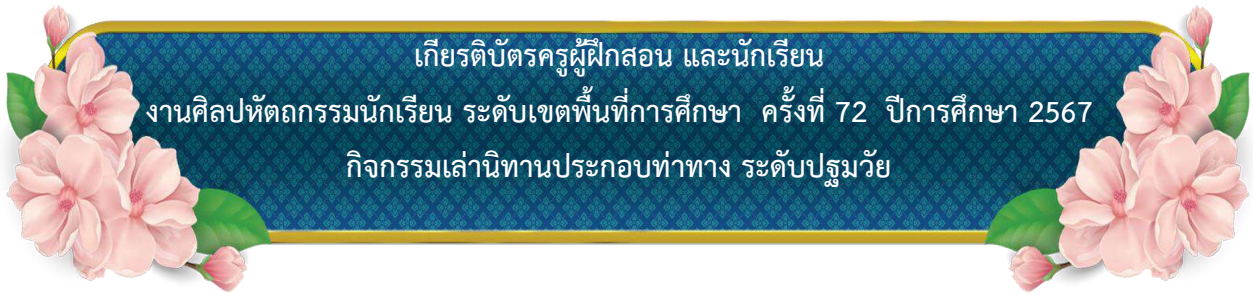 เกียรติบัตรครูผู้ฝึกสอน และนักเรียน
งานศิลปหัตถกรรมนักเรียน ระดับเขตพื้นที่การศึกษา ครั้งที่ 72 ปีการศึกษา 2567
กิจกรรมเล่านิทานประกอบท่าทาง ระดับปฐมวัย